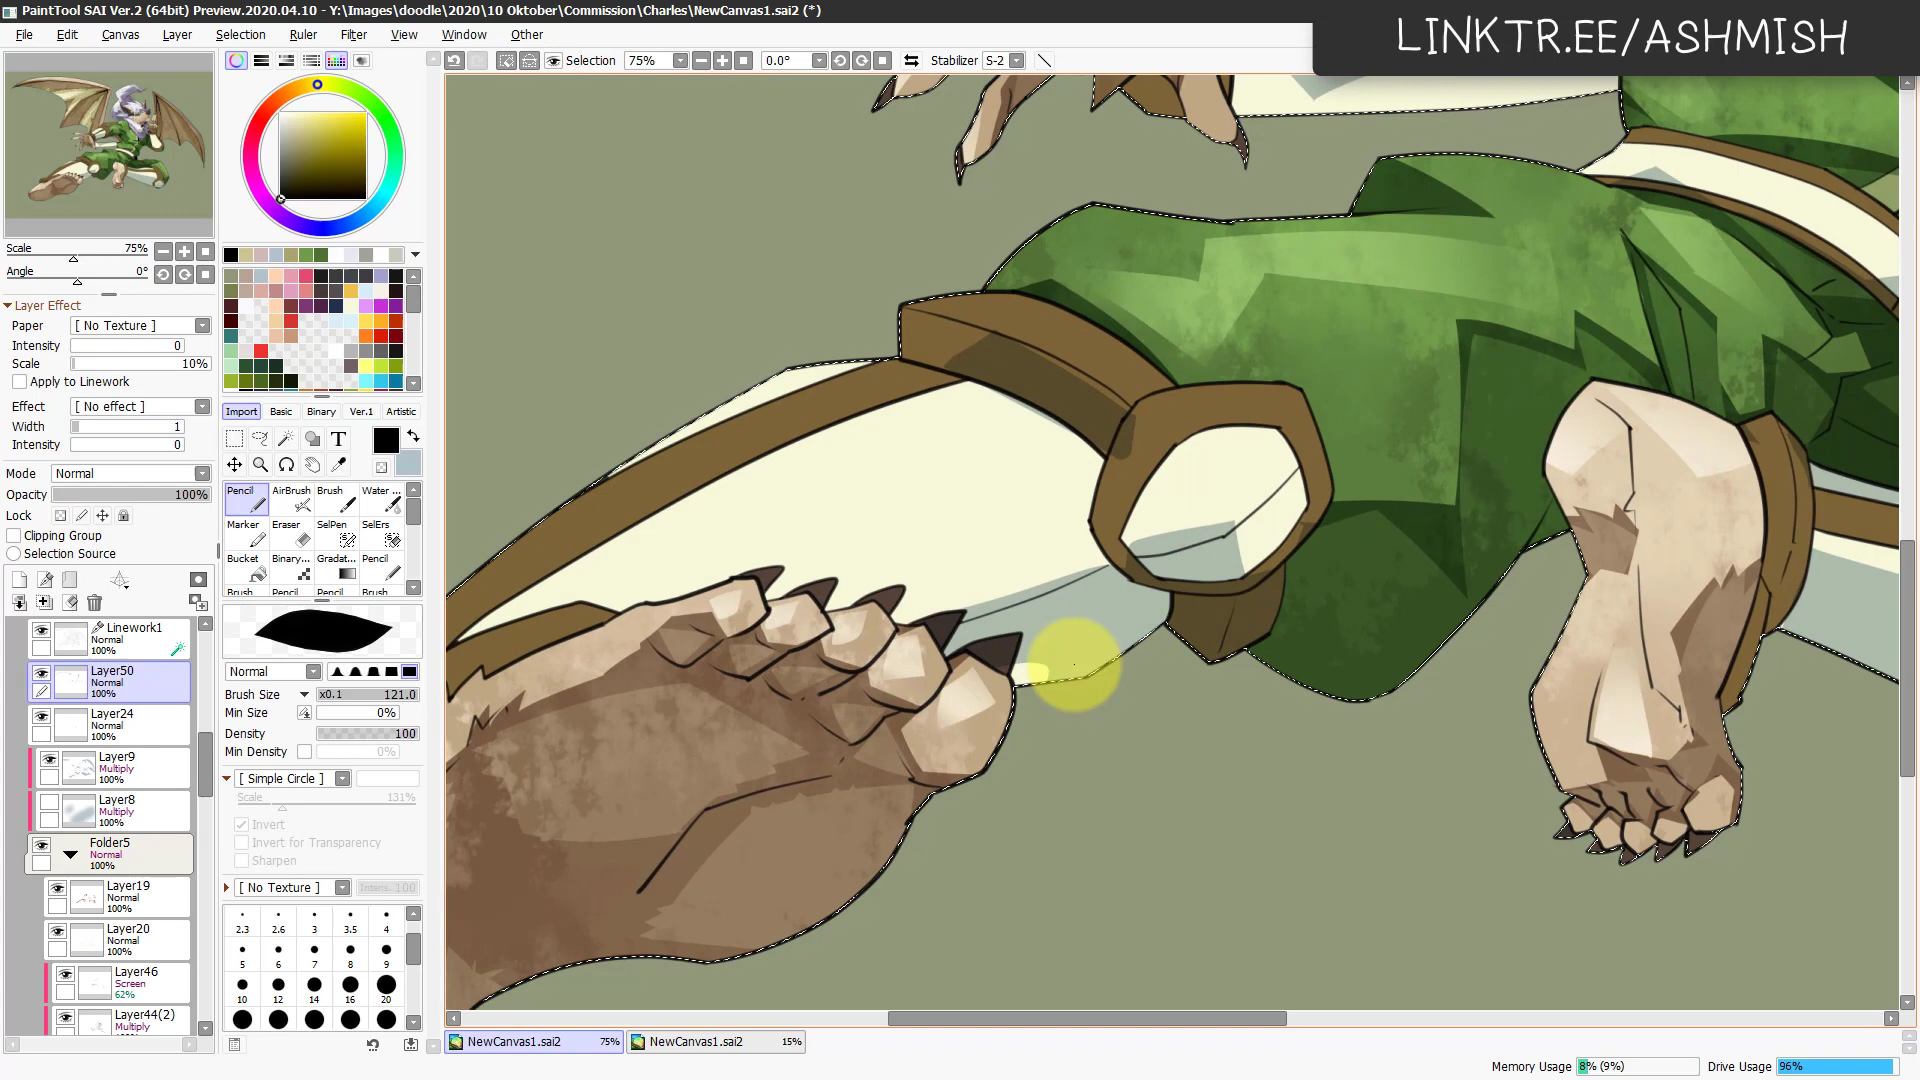 PaintTool SAI Ver.2 (64bit) Preview.2020.04.10 - Y:\Images\doodle\2020\10 Oktober\Commission\Charles\NewCanvas1.sai2 (*)
LINKTR.EE/ASHMISH
File Edit Canvas Layer Selection Filter Ruler View Window Other
Selection 75% 0.0° Stabilizer S-2
Scale 75%
Angle 0°
Layer Effect
Paper [ No Texture ]
Intensity 0
Scale 10%
Apply to Linework
Effect [ No effect ]
Width 1
Intensity 0
Mode Normal
Opacity 100%
Lock
Clipping Group
Selection Source
Linework1
Normal
100%
Layer50
Normal
100%
Layer24
Normal
100%
Layer9
Multiply
100%
Layer8
Multiply
100%
Folder5
Normal
100%
Layer19
Normal
100%
Layer20
Normal
100%
Layer46
Screen
62%
Layer44(2)
Multiply
Import Basic Binary Ver.1 Artistic
T
Pencil AirBrush Brush Water ...
Marker Eraser SelPen SelErs
Bucket Binary... Gradat... Pencil
Brush Pencil Pencil Pencil
Normal
Brush Size x0.1 121.0
Min Size 0%
Density 100
Min Density 0%
[ Simple Circle ]
Scale 131%
Invert
Invert for Transparency
Sharpen
[ No Texture ] Intens. 100
2.3 2.6 3 3.5 4
5 6 7 8 9
10 12 14 16 20
NewCanvas1.sai2 75% NewCanvas1.sai2 15%
Memory Usage 8% (9%) Drive Usage 96%